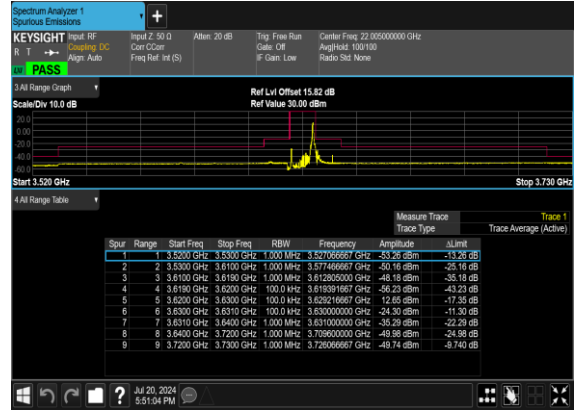 Spectrum Analyzer 1
Spurious Emissions
+
KEYSIGHT Input: RF Input Z: 50 Ω Atten: 20 dB Trig: Free Run Center Freq: 22.005000000 GHz
R T Coupling: DC Corr CCorr Gate: Off Avg|Hold: 100/100
Align: Auto Freq Ref: Int (S) IF Gain: Low Radio Std: None
LM PASS
3 All Range Graph
Ref Lvl Offset 15.82 dB
Scale/Div 10.0 dB Ref Value 30.00 dBm
20.0
0.00
-20.0
-40.0
-60.0
Start 3.520 GHz Stop 3.730 GHz
4 All Range Table
Measure Trace Trace 1
Trace Type Trace Average (Active)
Spur Range Start Freq Stop Freq RBW Frequency Amplitude ΔLimit
1 1 3.5200 GHz 3.5300 GHz 1.000 MHz 3.527066667 GHz -53.26 dBm -13.26 dB
2 2 3.5300 GHz 3.6100 GHz 1.000 MHz 3.577466667 GHz -50.16 dBm -25.16 dB
3 3 3.6100 GHz 3.6190 GHz 1.000 MHz 3.612805000 GHz -48.18 dBm -35.18 dB
4 4 3.6190 GHz 3.6200 GHz 100.0 kHz 3.619391667 GHz -56.23 dBm -43.23 dB
5 5 3.6200 GHz 3.6300 GHz 100.0 kHz 3.629216667 GHz 12.65 dBm -17.35 dB
6 6 3.6300 GHz 3.6310 GHz 100.0 kHz 3.630000000 GHz -24.30 dBm -11.30 dB
7 7 3.6310 GHz 3.6400 GHz 1.000 MHz 3.631000000 GHz -35.29 dBm -22.29 dB
8 8 3.6400 GHz 3.7200 GHz 1.000 MHz 3.709600000 GHz -49.98 dBm -24.98 dB
9 9 3.7200 GHz 3.7300 GHz 1.000 MHz 3.726066667 GHz -49.74 dBm -9.740 dB
? Jul 20, 2024
5:51:04 PM